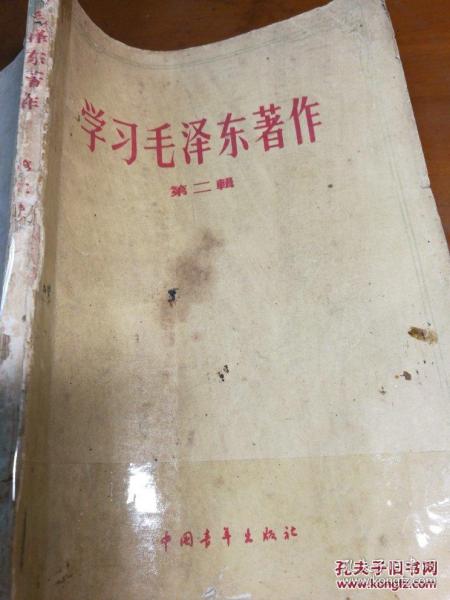 毛泽东著作
学习毛泽东著作
第二輯
中国青年出版社
孔夫子旧书网
www.kongfz.com